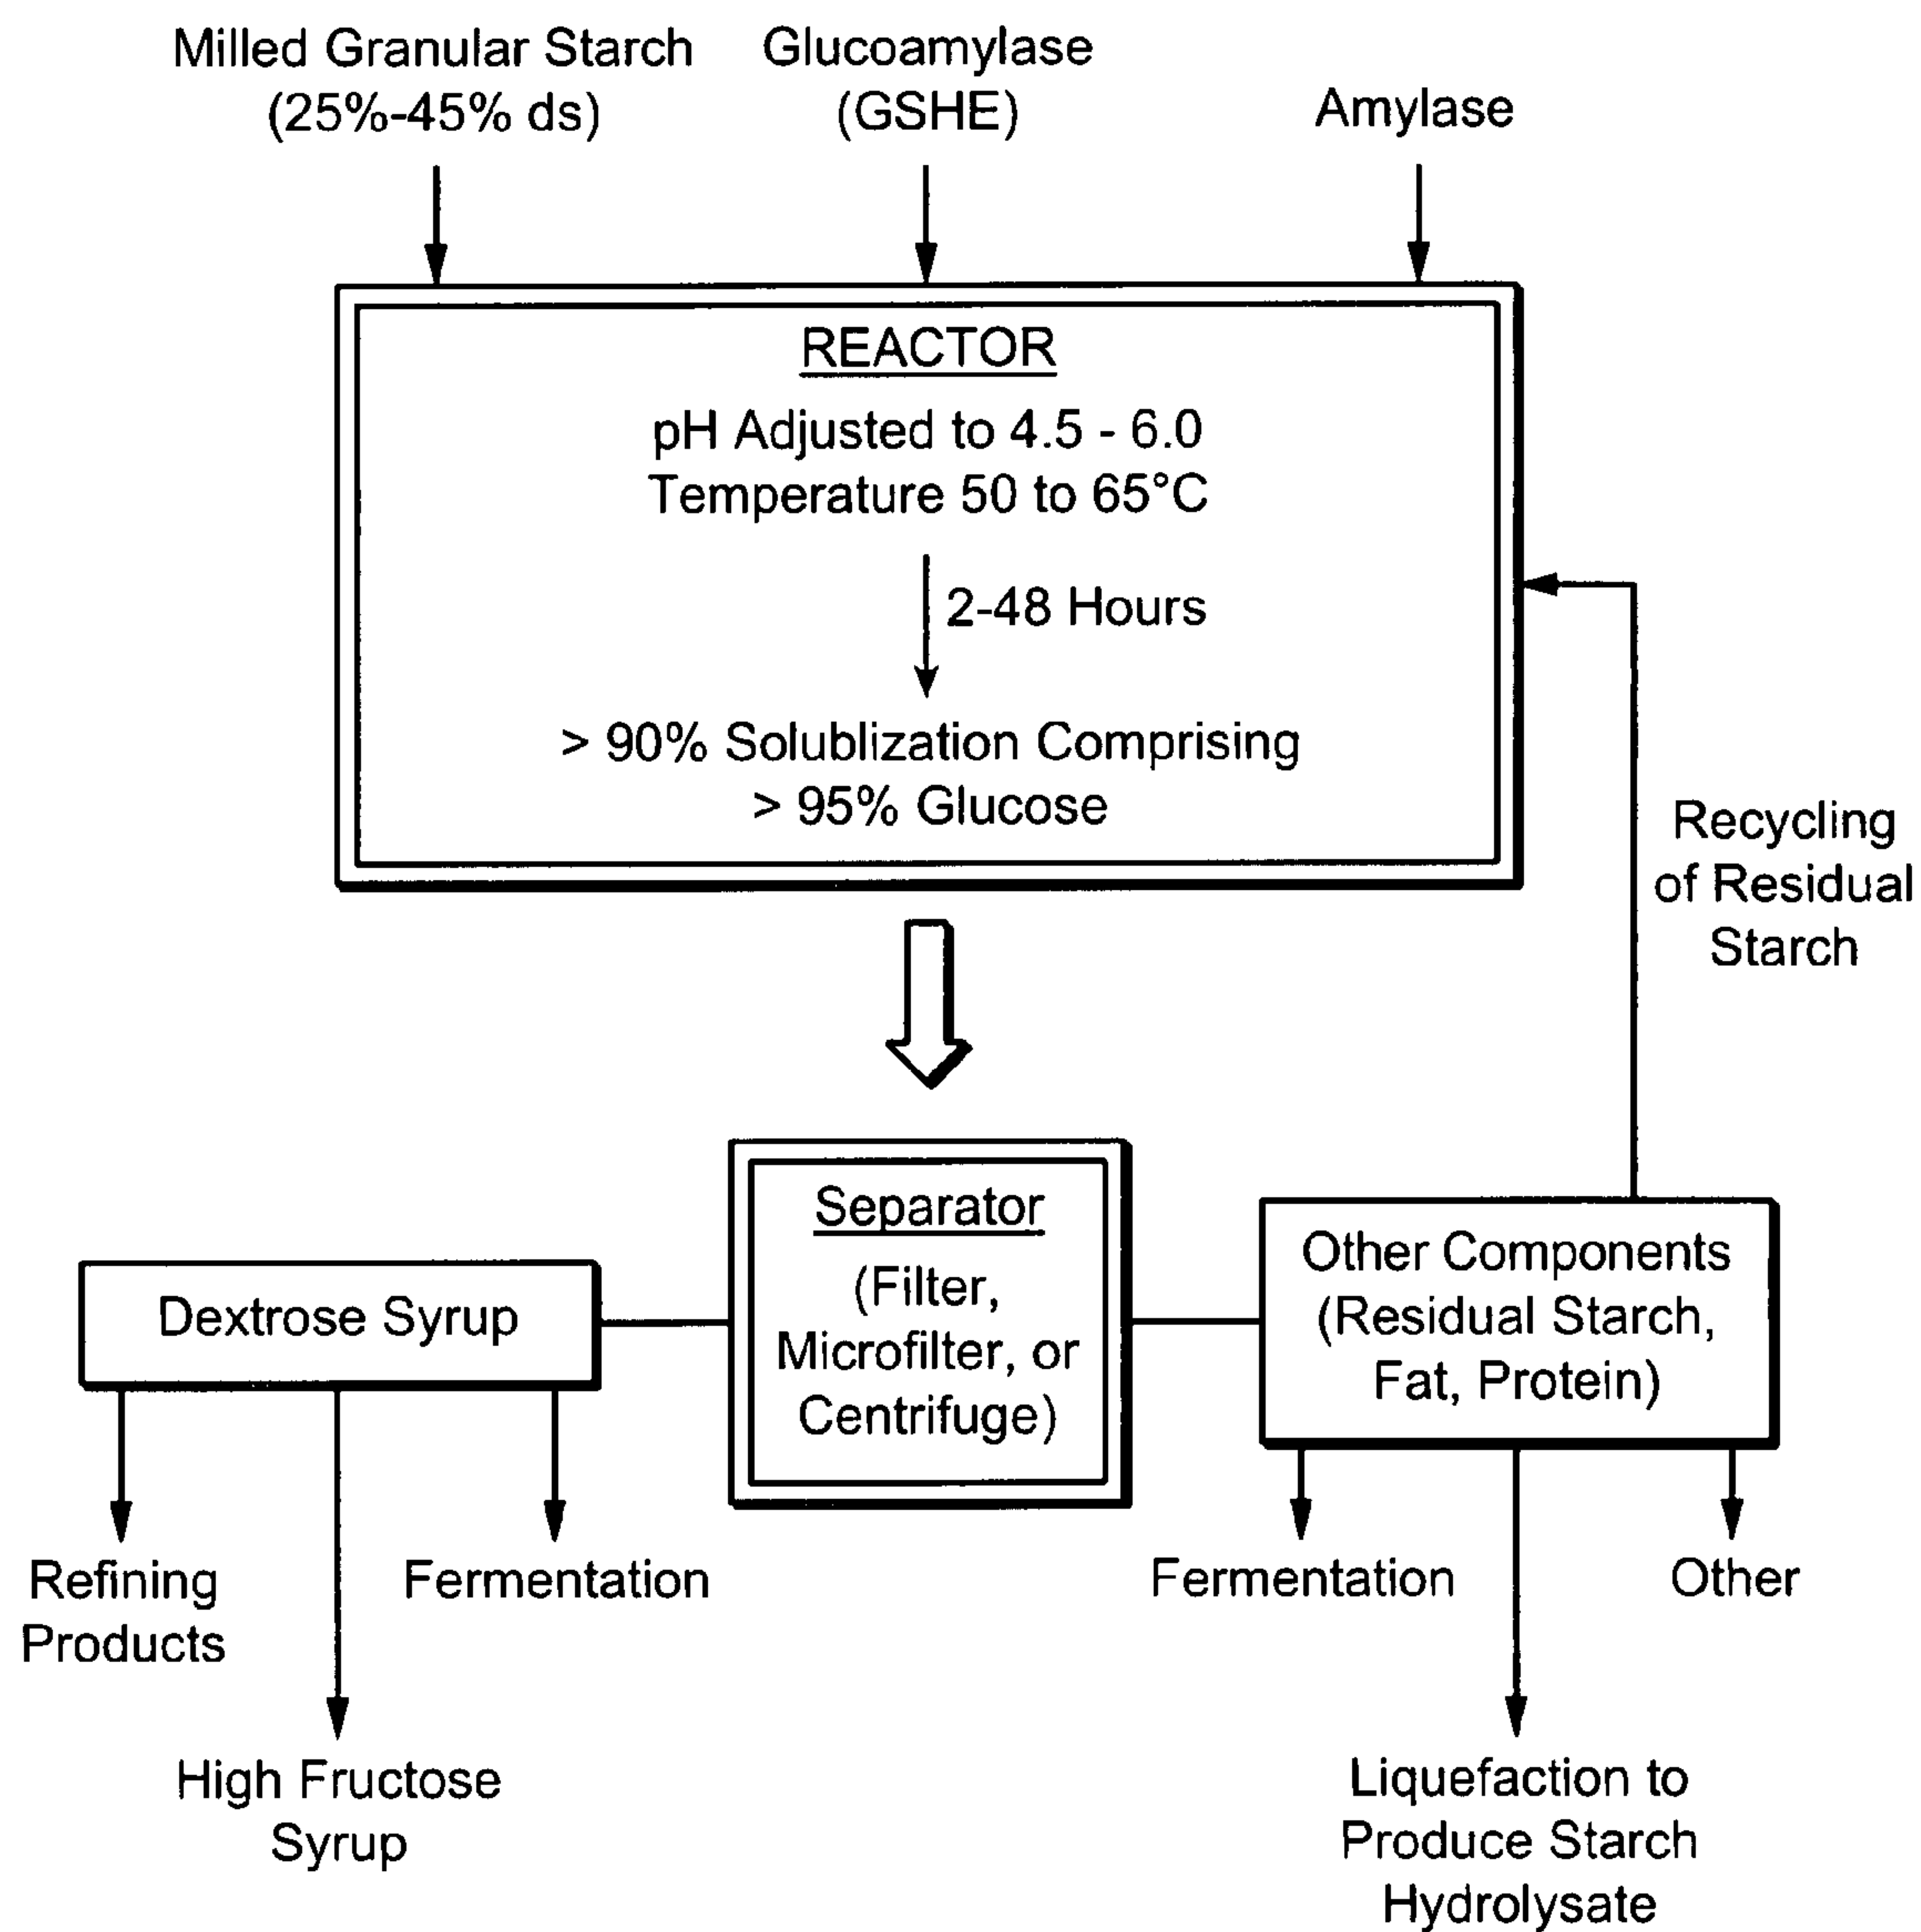 Milled Granular Starch
(25%-45% ds)
Glucoamylase
(GSHE)
Amylase
REACTOR
pH Adjusted to 4.5 - 6.0
Temperature 50 to 65°C
2-48 Hours
> 90% Solublization Comprising
> 95% Glucose
Recycling
of Residual
Starch
Separator
(Filter,
Microfilter, or
Centrifuge)
Dextrose Syrup
Other Components
(Residual Starch,
Fat, Protein)
Refining
Products
High Fructose
Syrup
Fermentation
Fermentation
Liquefaction to
Produce Starch
Hydrolysate
Other